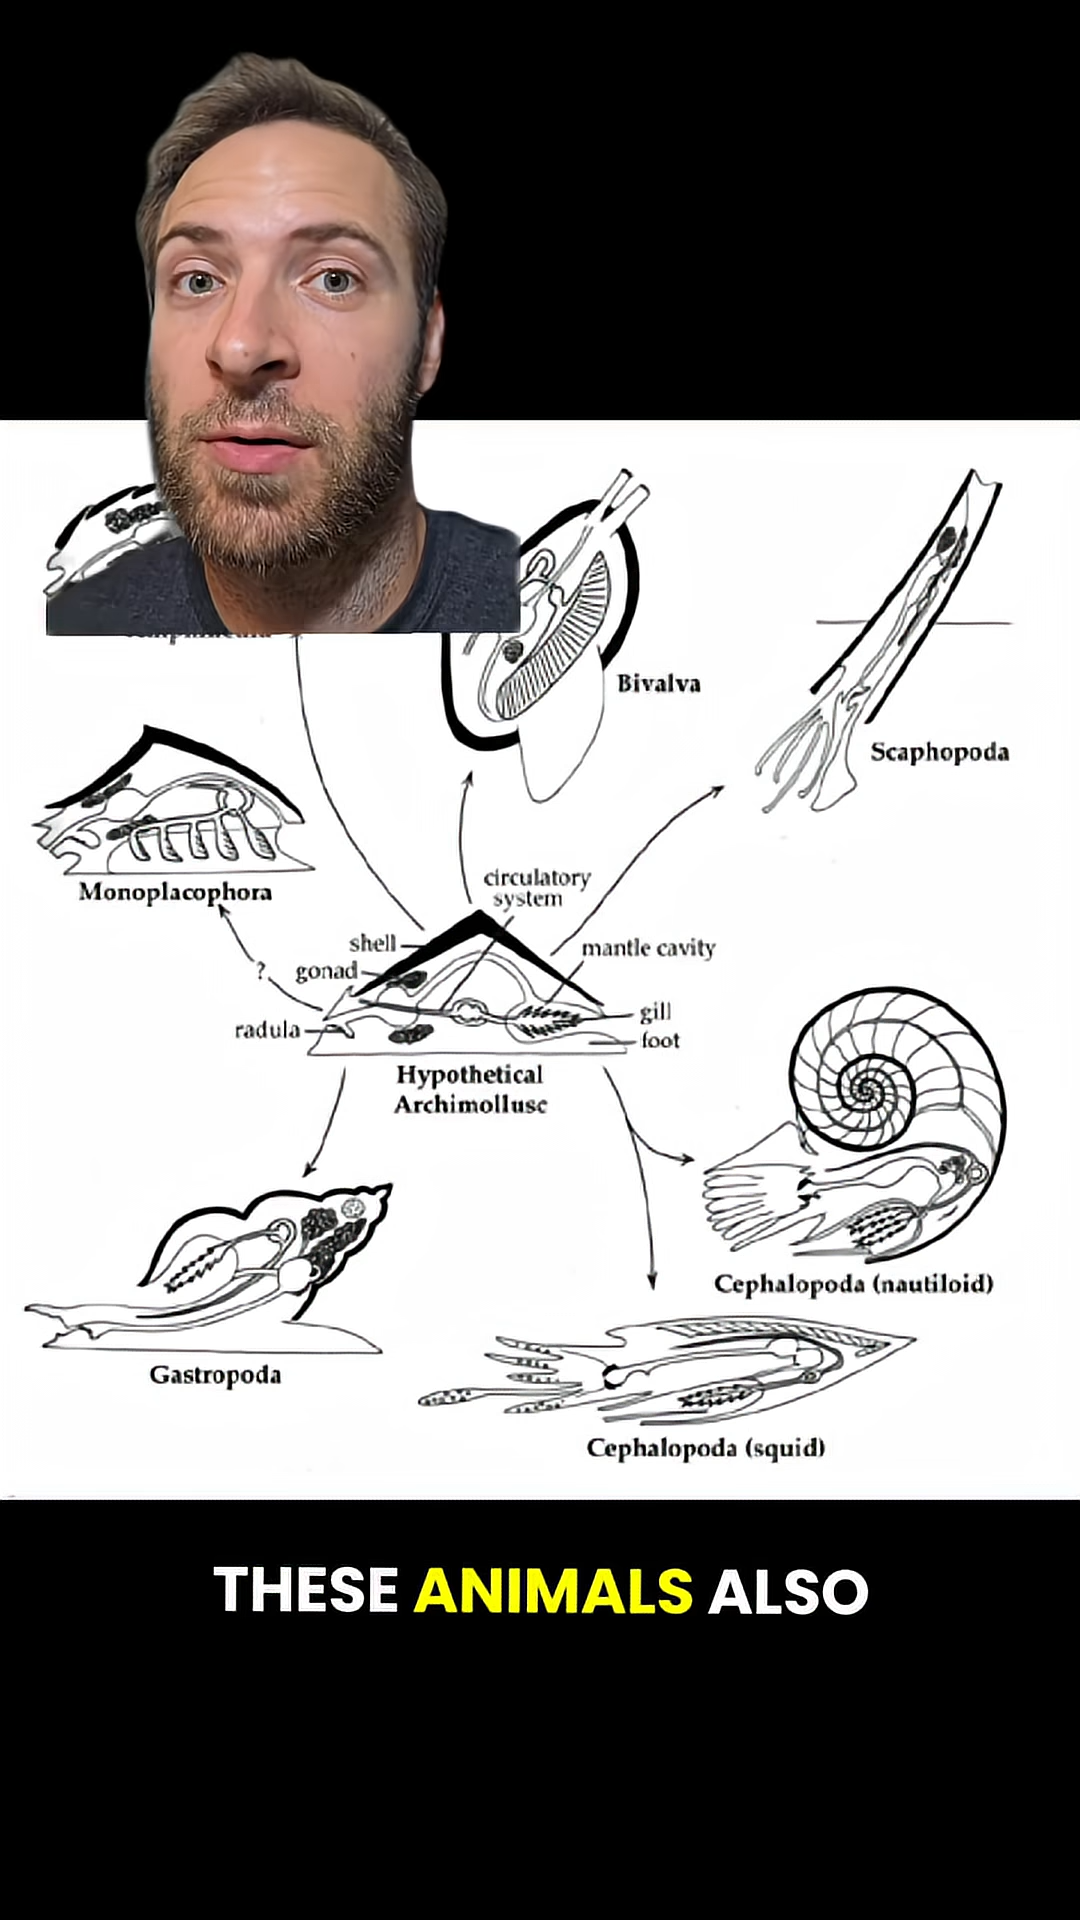 Bivalva
Scaphopoda
Monoplacophora
circulatory
system
shell
mantle cavity
?
gonad
gill
radula
foot
Hypothetical
Archimollusc
Cephalopoda (nautiloid)
Gastropoda
Cephalopoda (squid)
THESE ANIMALS ALSO